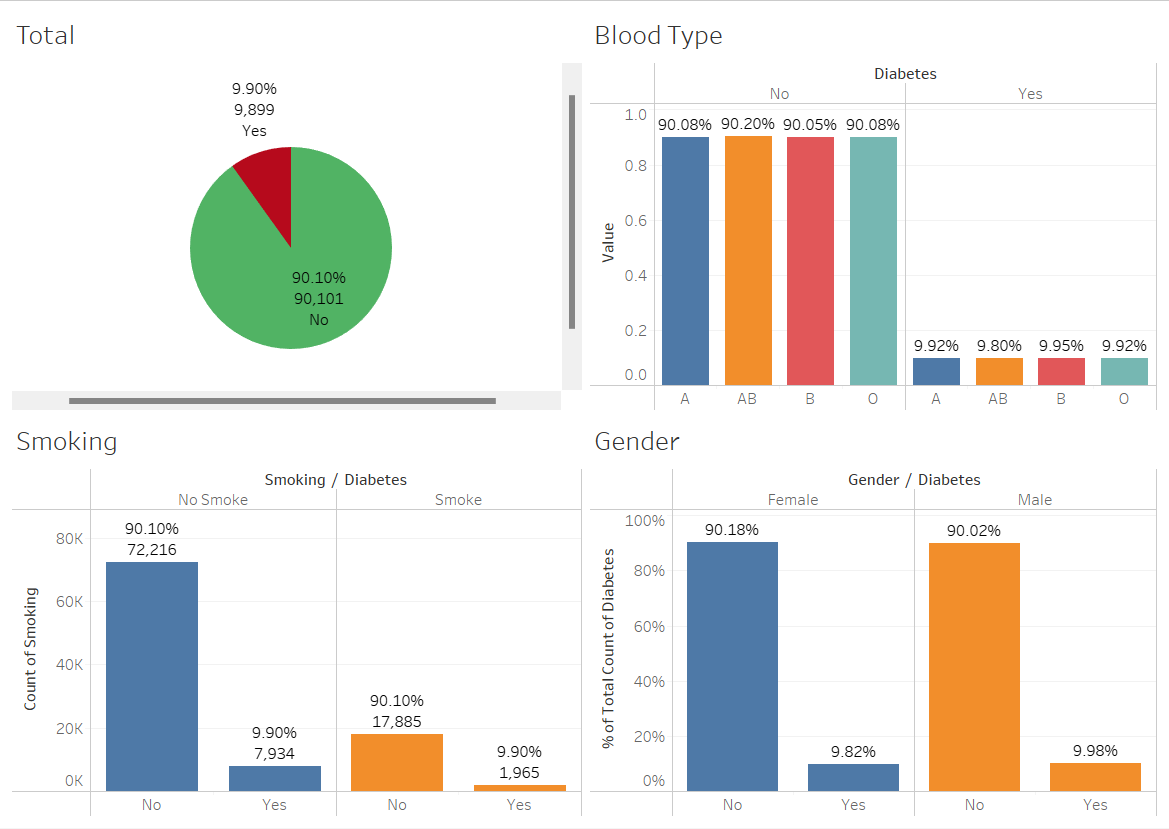 Total
9.90%
9,899
Yes
90.10%
90,101
No
Blood Type
Diabetes
No
Yes
Value
1.0
0.8
0.6
0.4
0.2
0.0
90.08%
90.20%
90.05%
90.08%
9.92%
9.80%
9.95%
9.92%
A
AB
B
O
A
AB
B
O
Smoking
Smoking / Diabetes
No Smoke
Smoke
Count of Smoking
80K
60K
40K
20K
0K
90.10%
72,216
9.90%
7,934
90.10%
17,885
9.90%
1,965
No
Yes
No
Yes
Gender
Gender / Diabetes
Female
Male
% of Total Count of Diabetes
100%
80%
60%
40%
20%
0%
90.18%
9.82%
90.02%
9.98%
No
Yes
No
Yes